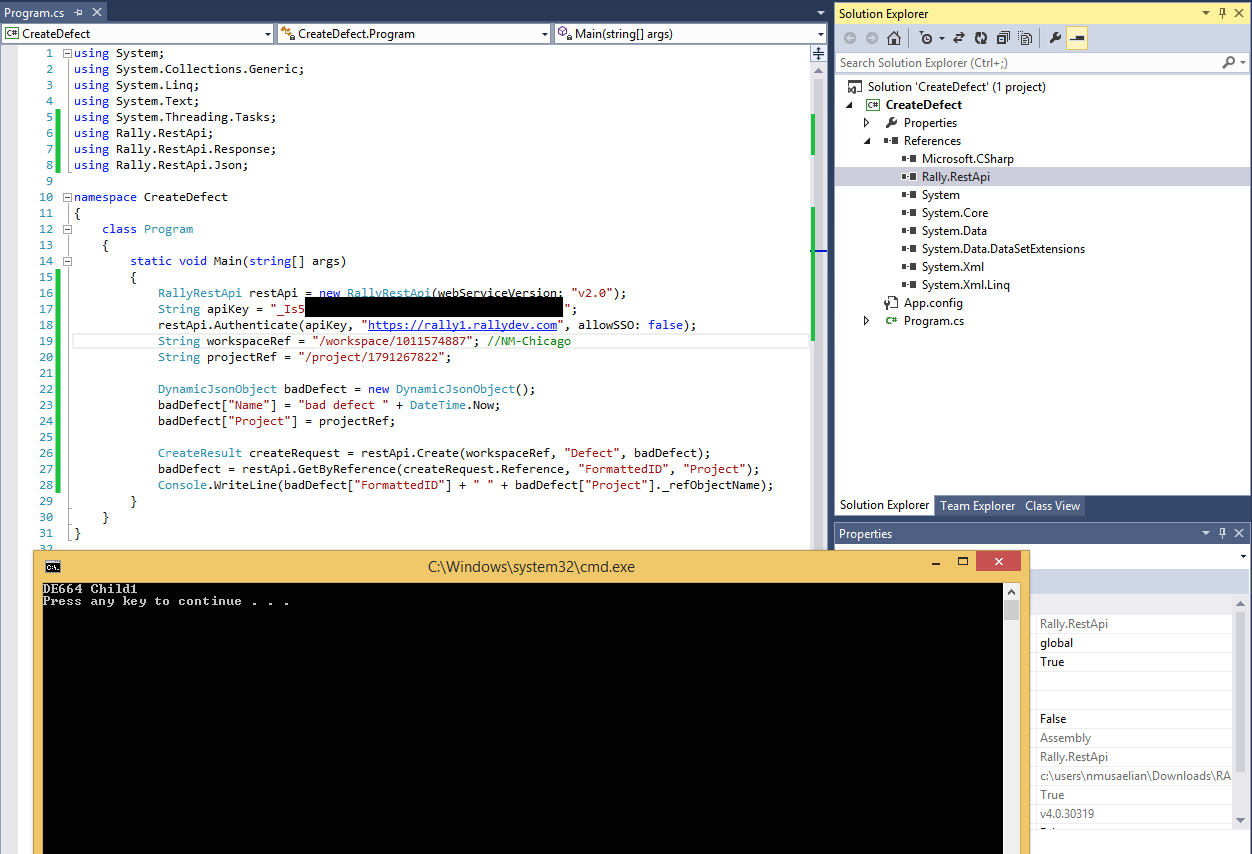 Program.cs
CreateDefect
CreateDefect.Program
Main(string[] args)
1 using System;
2 using System.Collections.Generic;
3 using System.Linq;
4 using System.Text;
5 using System.Threading.Tasks;
6 using Rally.RestApi;
7 using Rally.RestApi.Response;
8 using Rally.RestApi.Json;
9
10 namespace CreateDefect
11 {
12 class Program
13 {
14 static void Main(string[] args)
15 {
16 RallyRestApi restApi = new RallyRestApi(webServiceVersion: "v2.0");
17 String apiKey = "_Is5 ";
18 restApi.Authenticate(apiKey, "https://rally1.rallydev.com", allowSSO: false);
19 String workspaceRef = "/workspace/1011574887"; //NM-Chicago
20 String projectRef = "/project/1791267822";
21
22 DynamicJsonObject badDefect = new DynamicJsonObject();
23 badDefect["Name"] = "bad defect " + DateTime.Now;
24 badDefect["Project"] = projectRef;
25
26 CreateResult createRequest = restApi.Create(workspaceRef, "Defect", badDefect);
27 badDefect = restApi.GetByReference(createRequest.Reference, "FormattedID", "Project");
28 Console.WriteLine(badDefect["FormattedID"] + " " + badDefect["Project"]._refObjectName);
29 }
30 }
31 }
32
C:\Windows\system32\cmd.exe
DE664 Child1
Press any key to continue . . .
Solution Explorer
Search Solution Explorer (Ctrl+;)
Solution 'CreateDefect' (1 project)
CreateDefect
Properties
References
Microsoft.CSharp
Rally.RestApi
System
System.Core
System.Data
System.Data.DataSetExtensions
System.Xml
System.Xml.Linq
App.config
Program.cs
Solution Explorer
Team Explorer
Class View
Properties
Rally.RestApi
global
True
False
Assembly
Rally.RestApi
c:\users\nmusaelian\Downloads\RA
True
v4.0.30319